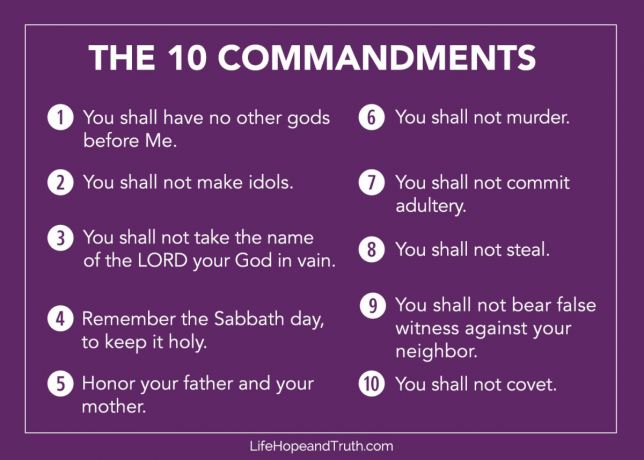 THE 10 COMMANDMENTS
1 You shall have no other gods
before Me.
2 You shall not make idols.
3 You shall not take the name
of the LORD your God in vain.
4 Remember the Sabbath day,
to keep it holy.
5 Honor your father and your
mother.
6 You shall not murder.
7 You shall not commit
adultery.
8 You shall not steal.
9 You shall not bear false
witness against your
neighbor.
10 You shall not covet.
LifeHopeandTruth.com